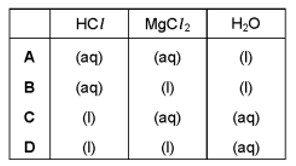 HCl MgCl2 H2O
A (aq) (aq) (l)
B (aq) (l) (l)
C (l) (aq) (aq)
D (l) (l) (aq)